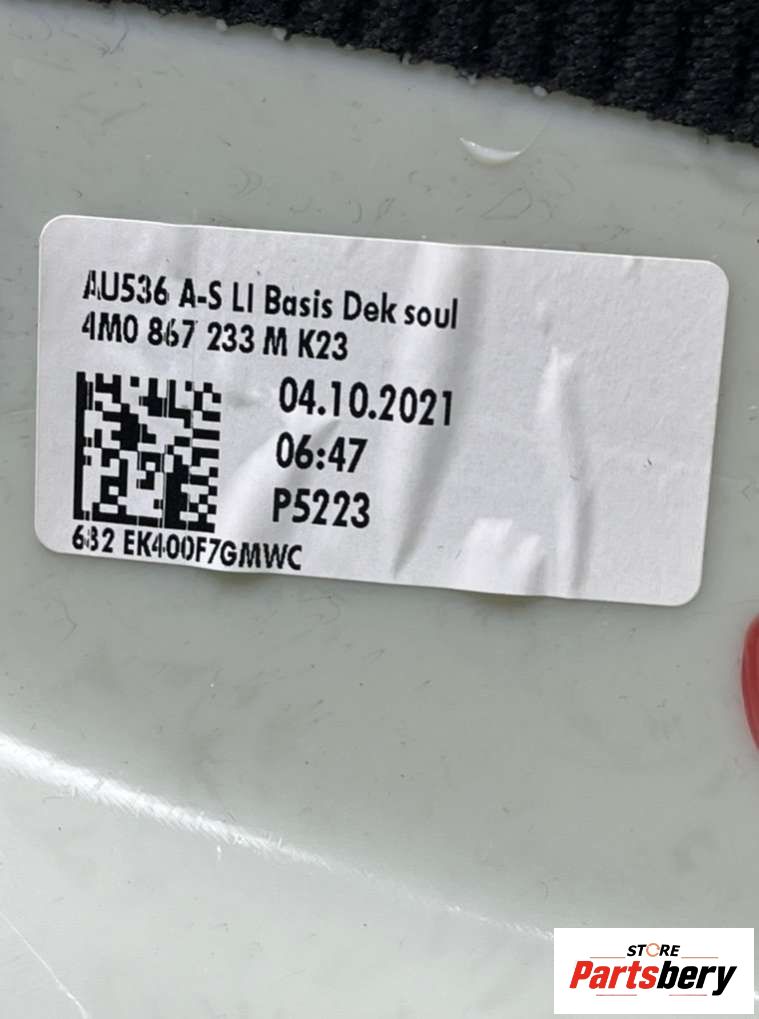 AU536 A-S LI Basis Dek soul
4M0 867 233 M K23
04.10.2021
06:47
P5223
682 EK400F7GMWC
STORE
Partsbery